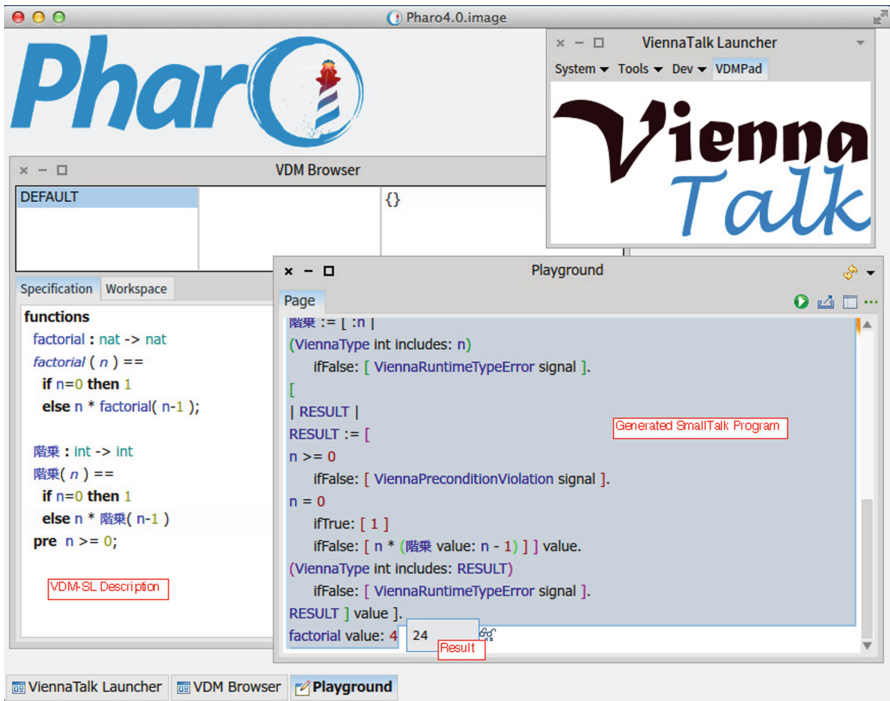 Pharo4.0.image
Pharo
ViennaTalk Launcher
System Tools Dev VDMPad
Vienna
Talk
VDM Browser
DEFAULT
{}
Specification Workspace
functions
factorial : nat -> nat
factorial ( n ) ==
if n=0 then 1
else n * factorial( n-1 );
階乗 : int -> int
階乗( n ) ==
if n=0 then 1
else n * 階乗( n-1 )
pre n >= 0;
VDM-SL Description
Playground
Page
階乗 := [ :n |
(ViennaType int includes: n)
ifFalse: [ ViennaRuntimeTypeError signal ].
[
| RESULT |
RESULT := [
n >= 0
ifFalse: [ ViennaPreconditionViolation signal ].
n = 0
ifTrue: [ 1 ]
ifFalse: [ n * (階乗 value: n - 1) ] ] value.
(ViennaType int includes: RESULT)
ifFalse: [ ViennaRuntimeTypeError signal ].
RESULT ] value ].
factorial value: 4 24
Generated SmallTalk Program
Result
ViennaTalk Launcher VDM Browser Playground